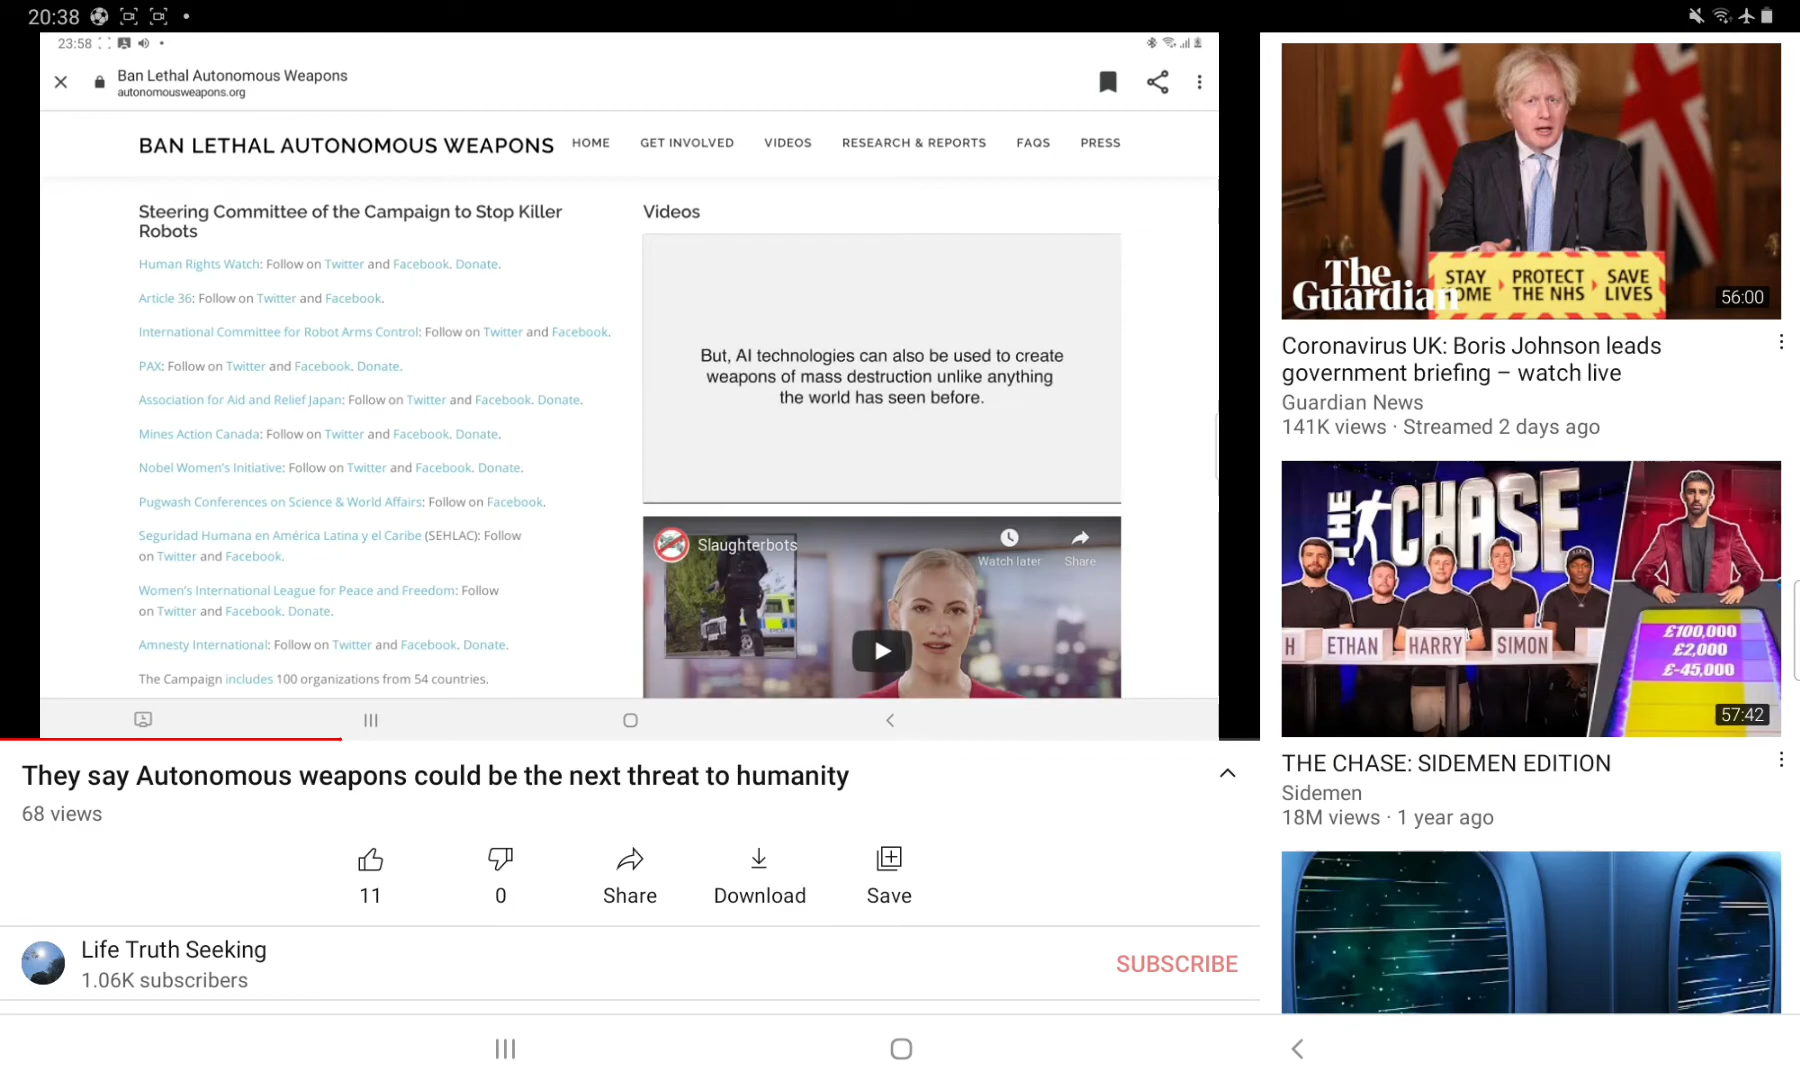 20:38
23:58
Ban Lethal Autonomous Weapons
autonomousweapons.org
BAN LETHAL AUTONOMOUS WEAPONS
HOME
GET INVOLVED
VIDEOS
RESEARCH & REPORTS
FAQS
PRESS
Steering Committee of the Campaign to Stop Killer
Robots
Human Rights Watch: Follow on Twitter and Facebook. Donate.
Article 36: Follow on Twitter and Facebook.
International Committee for Robot Arms Control: Follow on Twitter and Facebook.
PAX: Follow on Twitter and Facebook. Donate.
Association for Aid and Relief Japan: Follow on Twitter and Facebook. Donate.
Mines Action Canada: Follow on Twitter and Facebook. Donate.
Nobel Women's Initiative: Follow on Twitter and Facebook. Donate.
Pugwash Conferences on Science & World Affairs: Follow on Facebook.
Seguridad Humana en América Latina y el Caribe (SEHLAC): Follow
on Twitter and Facebook.
Women's International League for Peace and Freedom: Follow
on Twitter and Facebook. Donate.
Amnesty International: Follow on Twitter and Facebook. Donate.
The Campaign includes 100 organizations from 54 countries.
Videos
But, AI technologies can also be used to create
weapons of mass destruction unlike anything
the world has seen before.
Slaughterbots
Watch later
Share
They say Autonomous weapons could be the next threat to humanity
68 views
11
0
Share
Download
Save
Life Truth Seeking
1.06K subscribers
SUBSCRIBE
The
Guardian
STAY PROTECT SAVE
OME THE NHS LIVES
56:00
Coronavirus UK: Boris Johnson leads
government briefing – watch live
Guardian News
141K views · Streamed 2 days ago
THE CHASE
H ETHAN HARRY SIMON
£100,000
£2,000
£-45,000
57:42
THE CHASE: SIDEMEN EDITION
Sidemen
18M views · 1 year ago